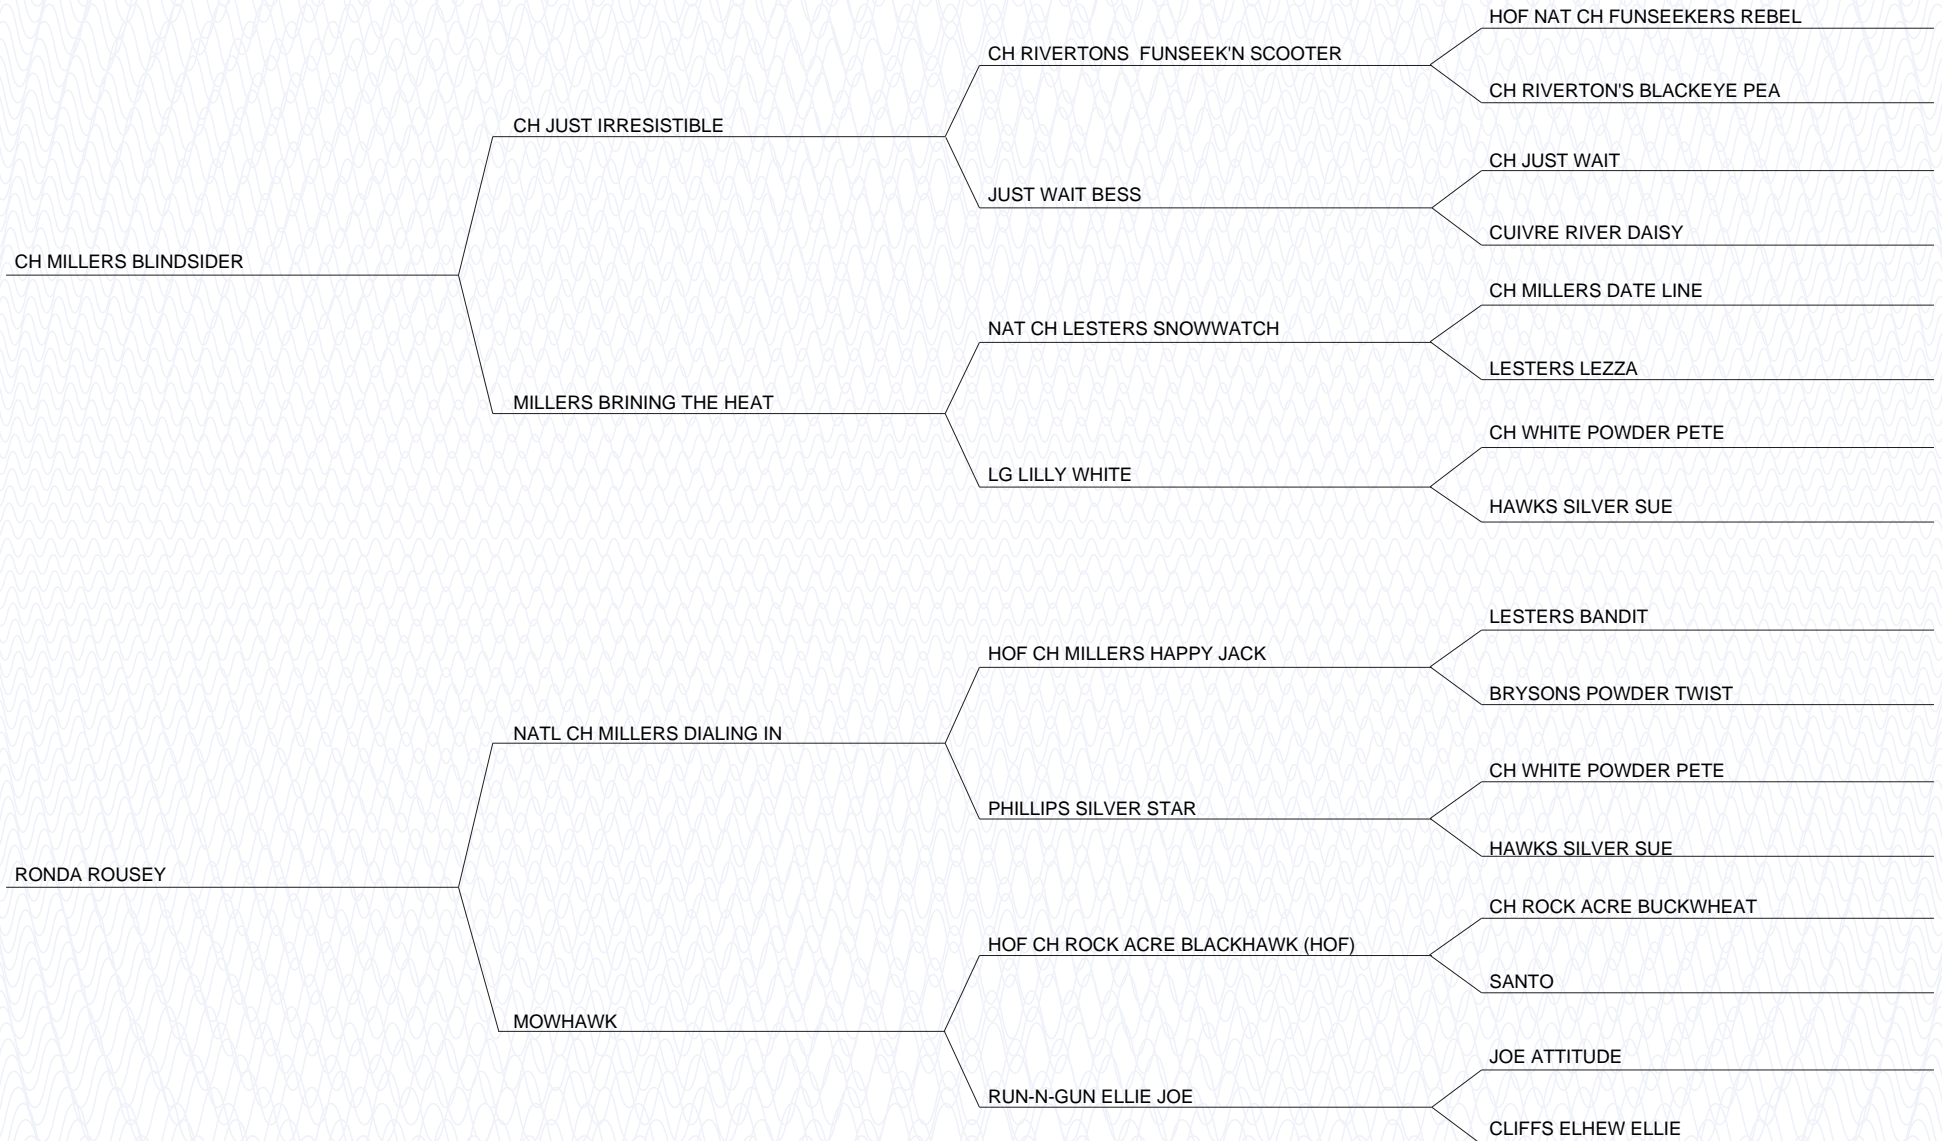 HOF NAT CH FUNSEEKERS REBEL
CH RIVERTONS  FUNSEEK'N SCOOTER
CH RIVERTON'S BLACKEYE PEA
CH JUST IRRESISTIBLE
CH JUST WAIT
JUST WAIT BESS
CUIVRE RIVER DAISY
CH MILLERS BLINDSIDER
CH MILLERS DATE LINE
NAT CH LESTERS SNOWWATCH
LESTERS LEZZA
MILLERS BRINING THE HEAT
CH WHITE POWDER PETE
LG LILLY WHITE
HAWKS SILVER SUE
LESTERS BANDIT
HOF CH MILLERS HAPPY JACK
BRYSONS POWDER TWIST
NATL CH MILLERS DIALING IN
CH WHITE POWDER PETE
PHILLIPS SILVER STAR
HAWKS SILVER SUE
RONDA ROUSEY
CH ROCK ACRE BUCKWHEAT
HOF CH ROCK ACRE BLACKHAWK (HOF)
SANTO
MOWHAWK
JOE ATTITUDE
RUN-N-GUN ELLIE JOE
CLIFFS ELHEW ELLIE